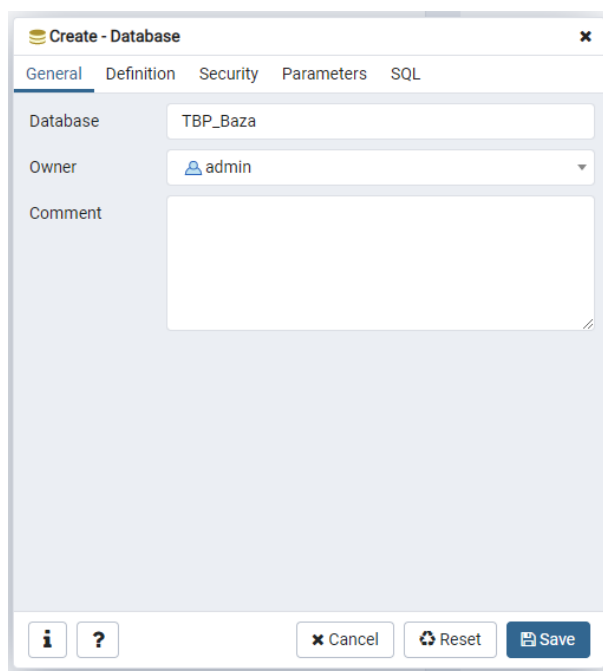 Create - Database
General Definition Security Parameters SQL
Database TBP_Baza
Owner admin
Comment
i ? Cancel Reset Save